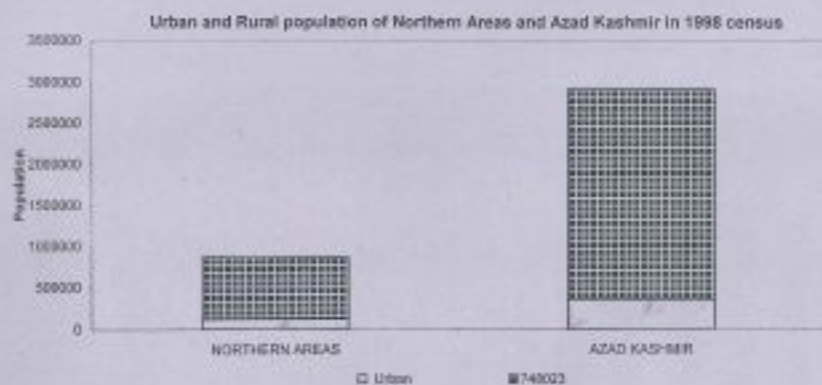 Urban and Rural population of Northern Areas and Azad Kashmir in 1998 census
3500000
3000000
2500000
2000000
1500000
1000000
500000
0
Population
NORTHERN AREAS
AZAD KASHMIR
Urban
748023